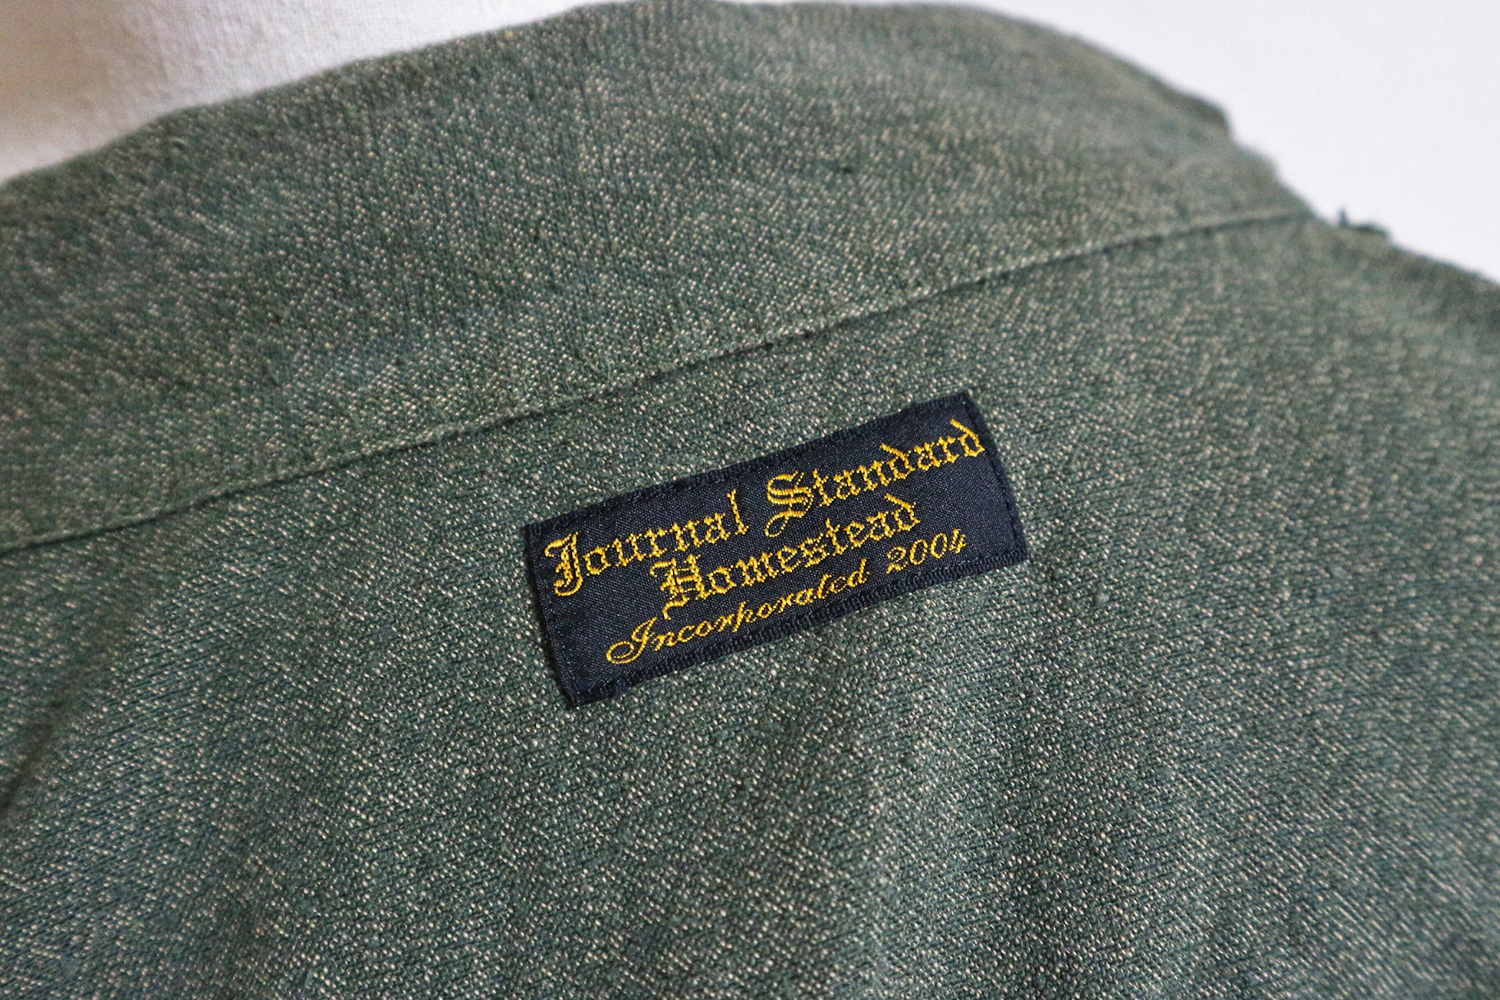 Journal Standard
Homestead
Incorporated 2004